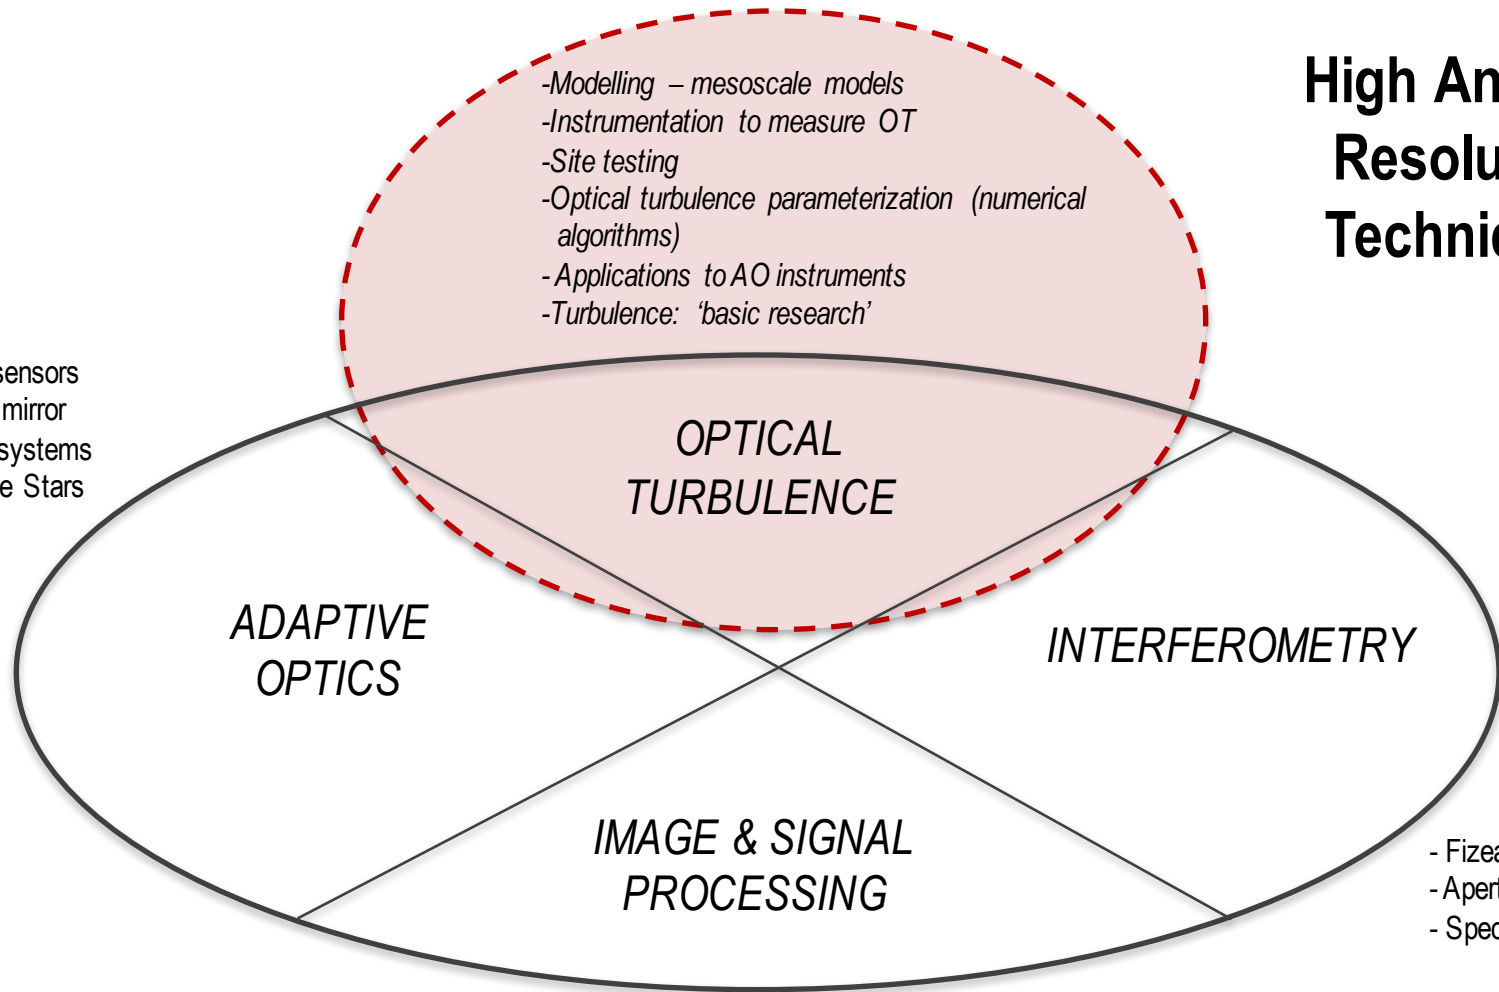 High An
Resolu
Techni
-Modelling – mesoscale models
-Instrumentation to measure OT
-Site testing
-Optical turbulence parameterization (numerical
algorithms)
- Applications to AO instruments
-Turbulence: ‘basic research’
sensors
mirror
systems
e Stars
OPTICAL
TURBULENCE
ADAPTIVE
OPTICS
INTERFEROMETRY
IMAGE & SIGNAL
PROCESSING
- Fizea
- Apert
- Spec